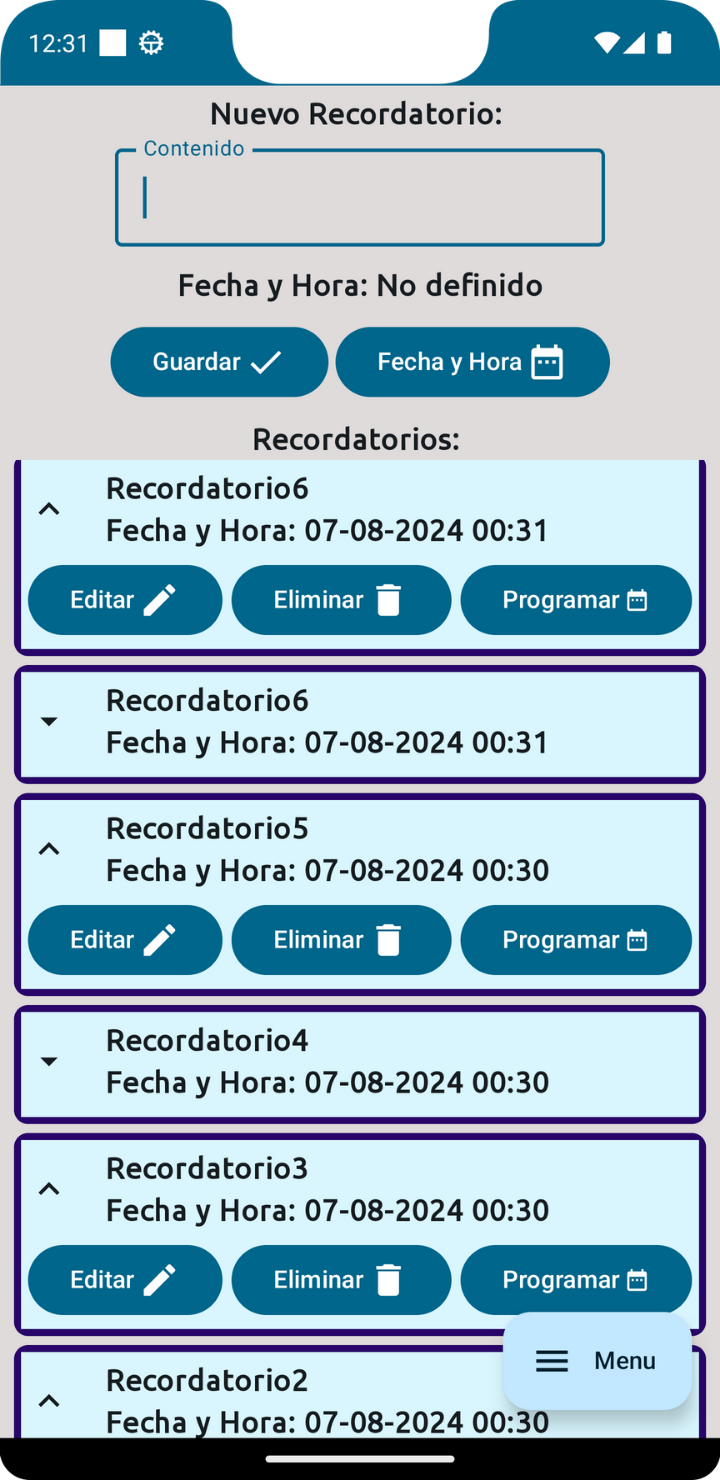 12:31
Nuevo Recordatorio:
Contenido
Fecha y Hora: No definido
Guardar Fecha y Hora
Recordatorios:
Recordatorio6
Fecha y Hora: 07-08-2024 00:31
Editar Eliminar Programar
Recordatorio6
Fecha y Hora: 07-08-2024 00:31
Recordatorio5
Fecha y Hora: 07-08-2024 00:30
Editar Eliminar Programar
Recordatorio4
Fecha y Hora: 07-08-2024 00:30
Recordatorio3
Fecha y Hora: 07-08-2024 00:30
Editar Eliminar Programar
Menu
Recordatorio2
Fecha y Hora: 07-08-2024 00:30